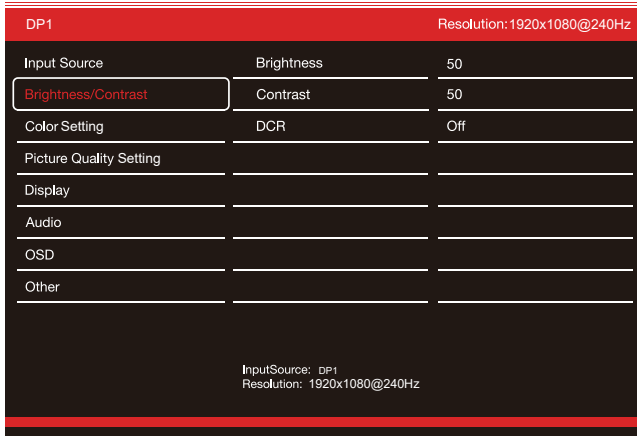 DP1 Resolution:1920x1080@240Hz
Input Source Brightness 50
Brightness/Contrast Contrast 50
Color Setting DCR Off
Picture Quality Setting
Display
Audio
OSD
Other
InputSource: DP1
Resolution: 1920x1080@240Hz